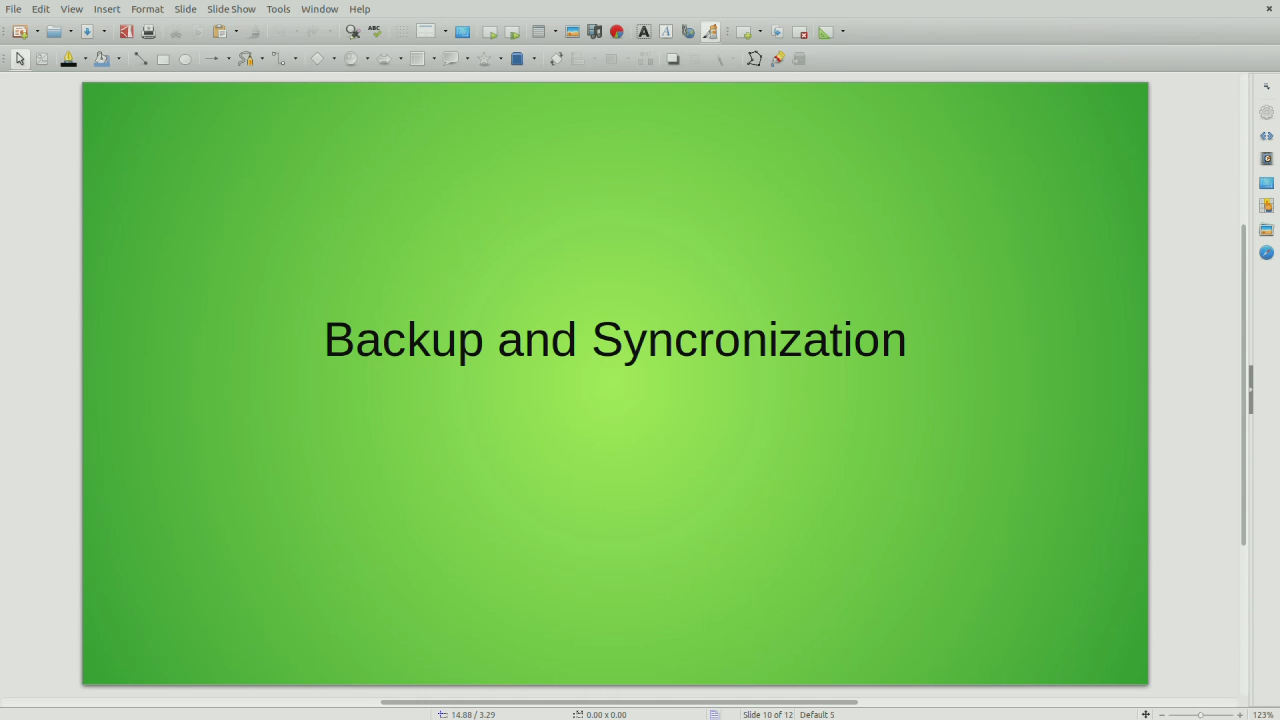 File Edit View Insert Format Slide Slide Show Tools Window Help
Backup and Syncronization
14.88 / 3.29 0.00 x 0.00 Slide 10 of 12 Default 5 123%